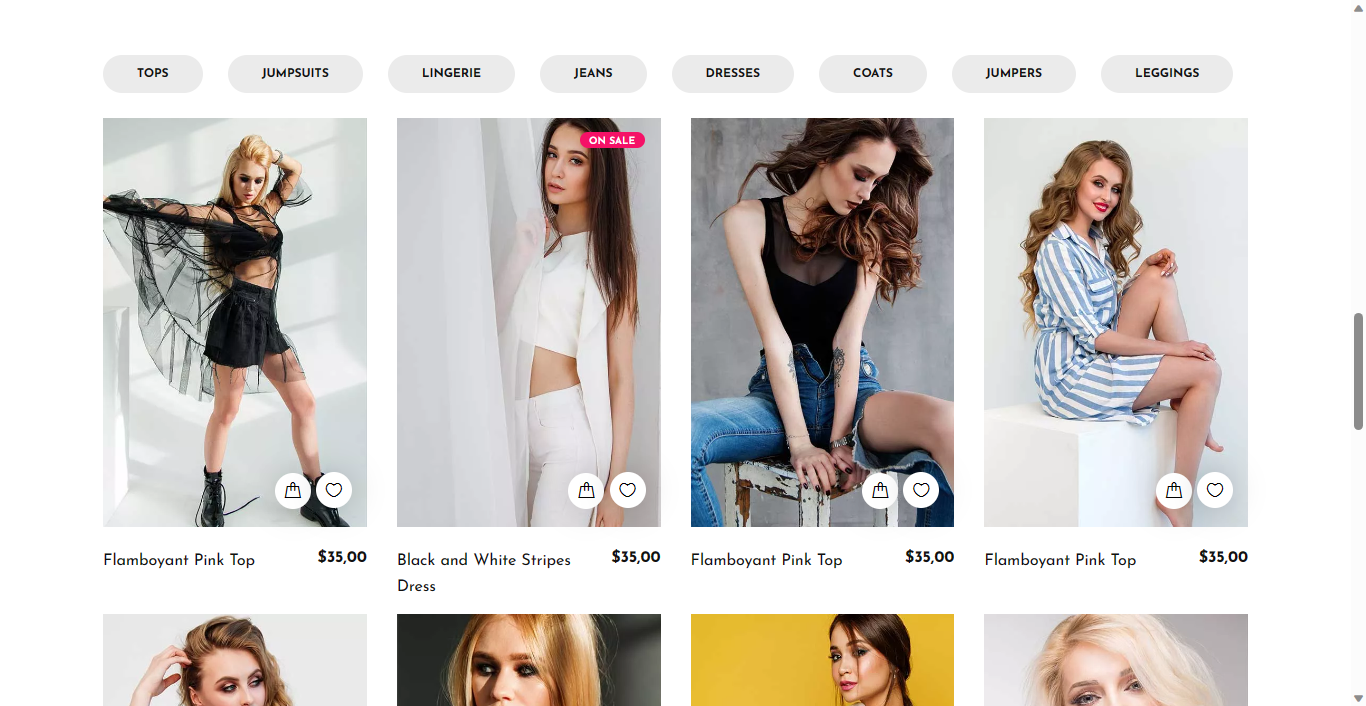 TOPS
JUMPSUITS
LINGERIE
JEANS
DRESSES
COATS
JUMPERS
LEGGINGS
ON SALE
Flamboyant Pink Top
$35,00
Black and White Stripes
Dress
$35,00
Flamboyant Pink Top
$35,00
Flamboyant Pink Top
$35,00